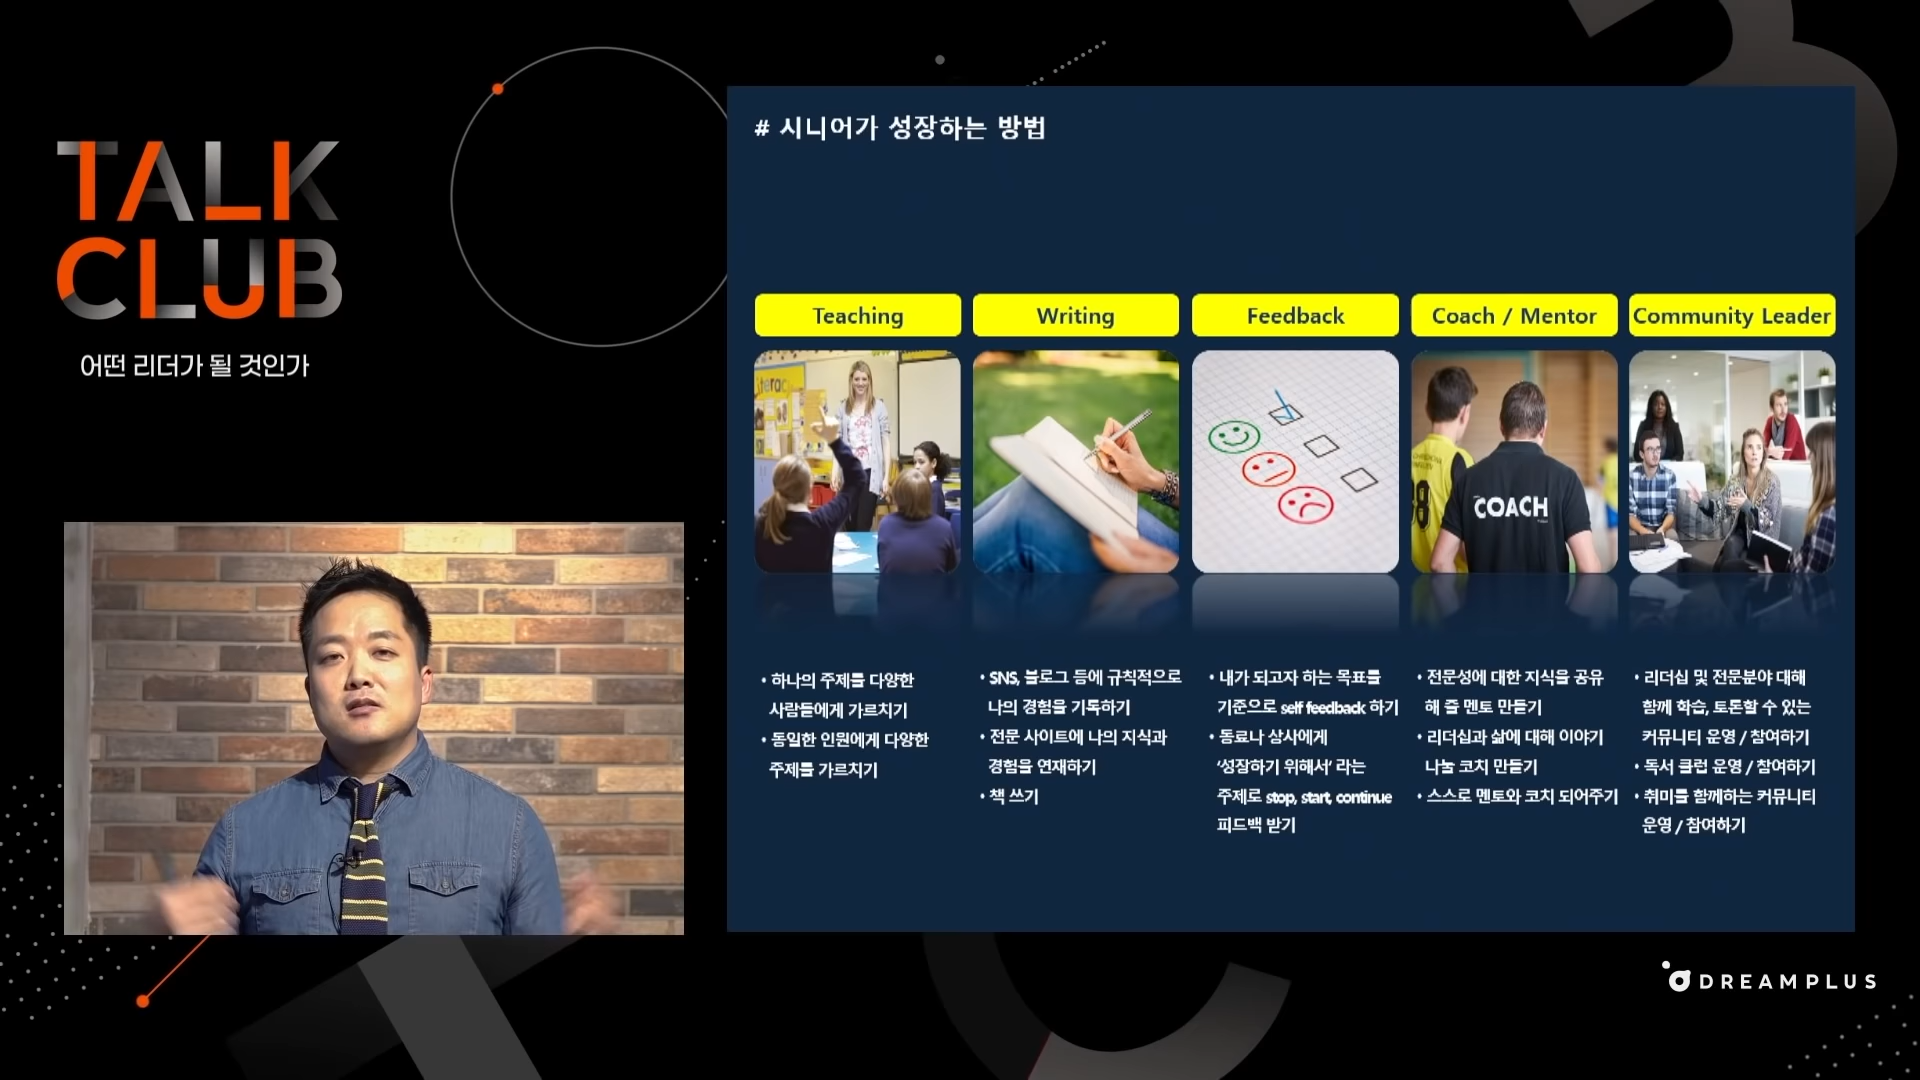 TALK
CLUB
어떤 리더가 될 것인가
# 시니어가 성장하는 방법
Teaching
Writing
Feedback
Coach / Mentor
Community Leader
COACH
• 하나의 주제를 다양한
사람들에게 가르치기
• 동일한 인원에게 다양한
주제를 가르치기
• SNS, 블로그 등에 규칙적으로
나의 경험을 기록하기
• 전문 사이트에 나의 지식과
경험을 연재하기
• 책 쓰기
• 내가 되고자 하는 목표를
기준으로 self feedback 하기
• 동료나 상사에게
‘성장하기 위해서’ 라는
주제로 stop, start, continue
피드백 받기
• 전문성에 대한 지식을 공유
해 줄 멘토 만들기
• 리더십과 삶에 대해 이야기
나눌 코치 만들기
• 스스로 멘토와 코치 되어주기
• 리더십 및 전문분야 대해
함께 학습, 토론할 수 있는
커뮤니티 운영 / 참여하기
• 독서 클럽 운영 / 참여하기
• 취미를 함께하는 커뮤니티
운영 / 참여하기
DREAMPLUS